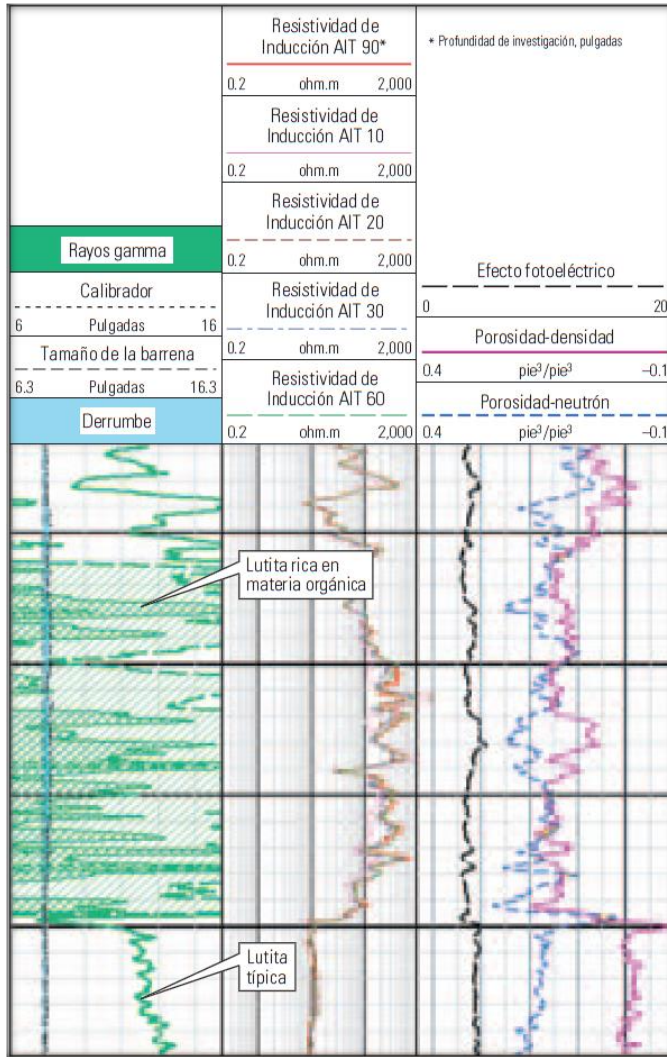 Rayos gamma
Calibrador
6 Pulgadas 16
Tamaño de la barrena
6.3 Pulgadas 16.3
Derrumbe
Resistividad de
Inducción AIT 90*
0.2 ohm.m 2,000
Resistividad de
Inducción AIT 10
0.2 ohm.m 2,000
Resistividad de
Inducción AIT 20
0.2 ohm.m 2,000
Resistividad de
Inducción AIT 30
0.2 ohm.m 2,000
Resistividad de
Inducción AIT 60
0.2 ohm.m 2,000
* Profundidad de investigación, pulgadas
Efecto fotoeléctrico
0 20
Porosidad-densidad
0.4 pie³/pie³ –0.1
Porosidad-neutrón
0.4 pie³/pie³ –0.1
Lutita rica en
materia orgánica
Lutita
típica